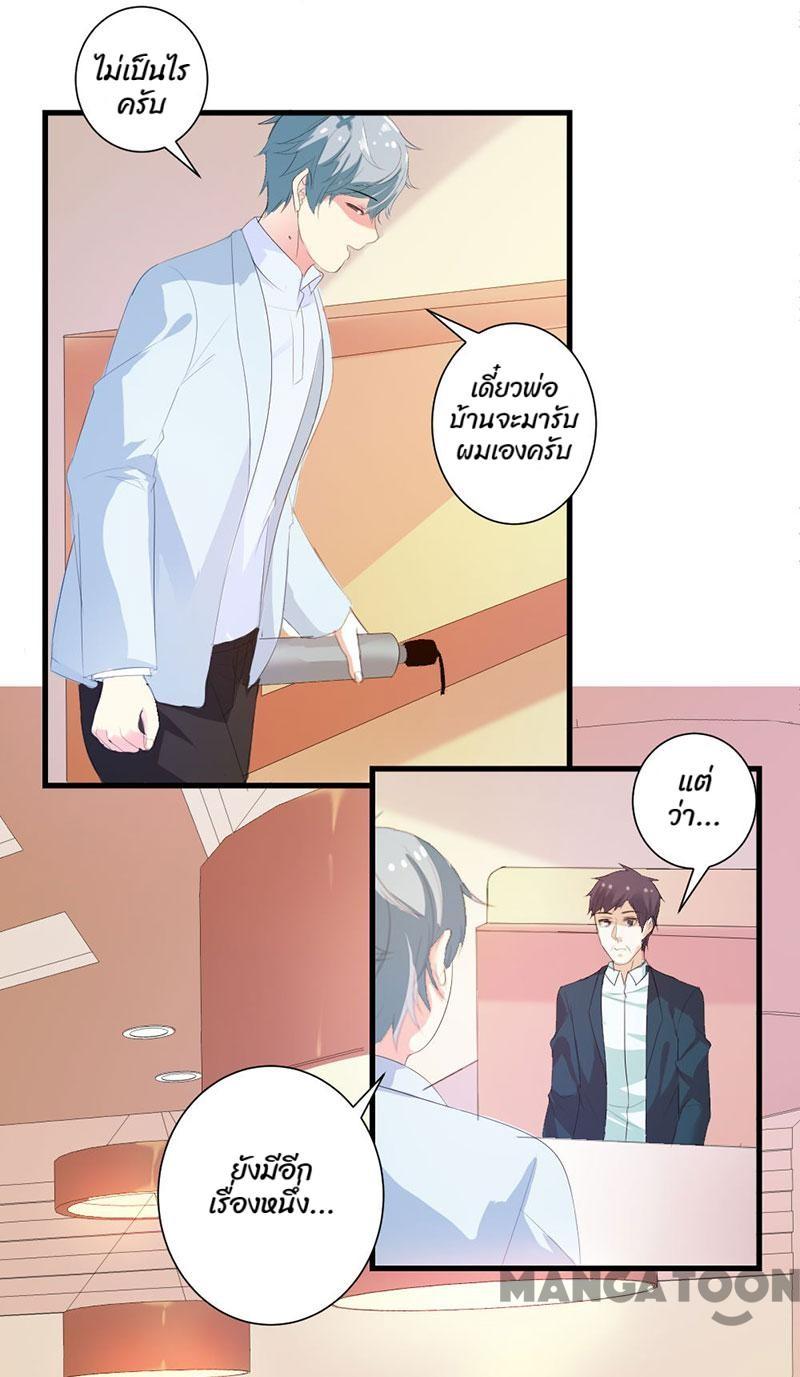 ไม่เป็นไร
ครับ
เดี๋ยวพ่อ
บ้านจะมารับ
ผมเองครับ
แต่
ว่า...
ยังมีอีก
เรื่องหนึ่ง...
MANGATOON